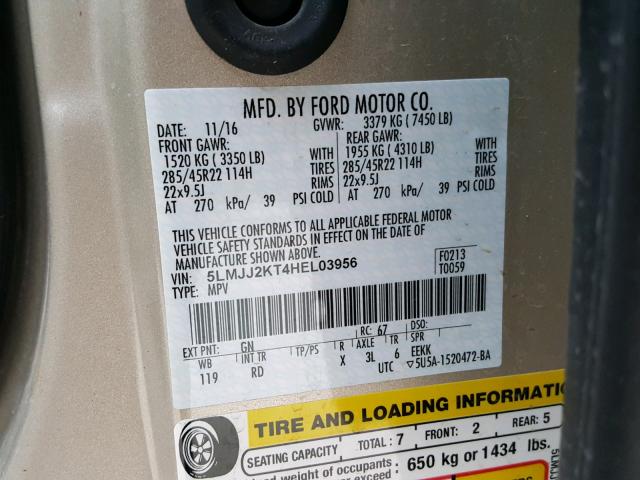 MFD. BY FORD MOTOR CO.
DATE: 11/16 GVWR: 3379 KG ( 7450 LB)
FRONT GAWR: REAR GAWR:
1520 KG ( 3350 LB) WITH 1955 KG ( 4310 LB) WITH
285/45R22 114H TIRES 285/45R22 114H TIRES
22x9.5J RIMS 22x9.5J RIMS
AT 270 kPa/ 39 PSI COLD AT 270 kPa/ 39 PSI COLD
THIS VEHICLE CONFORMS TO ALL APPLICABLE FEDERAL MOTOR
VEHICLE SAFETY STANDARDS IN EFFECT ON THE DATE OF
MANUFACTURE SHOWN ABOVE.
VIN: 5LMJJ2KT4HEL03956 F0213
TYPE: MPV T0059
EXT PNT: GN RC: 67 DSO:
WB INT TR TP/PS R AXLE TR SPR
119 RD X 3L 6 EEKK
UTC 5U5A-1520472-BA
TIRE AND LOADING INFORMATION
SEATING CAPACITY TOTAL: 7 FRONT: 2 REAR: 5
weight of occupants 650 kg or 1434 lbs.
5LMJJ